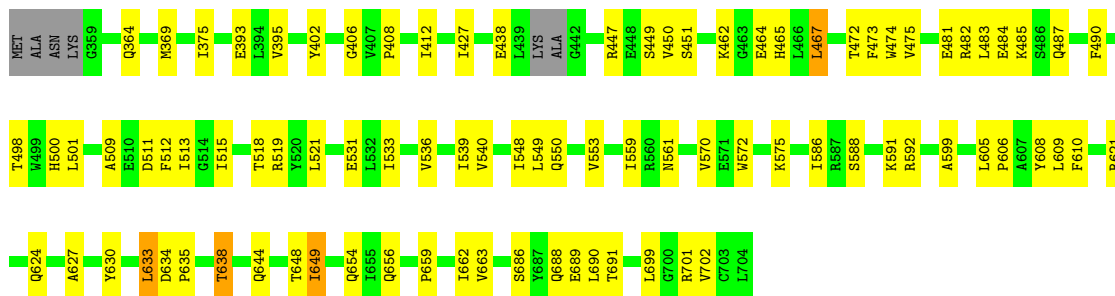 MET ALA ASN LYS G359 Q364 M369 I375 E393 L394 V395 Y402 G406 V407 P408 I412 I427 E438 L439 LYS ALA G442 R447 E448 S449 V450 S451 K462 G463 E464 H465 L466 L467 T472 F473 W474 V475 E481 R482 L483 E484 K485 S486 Q487 F490
T498 W499 H500 L501 A509 E510 D511 F512 I513 G514 I515 T518 R519 Y520 L521 E531 L532 I533 V536 I539 V540 I548 L549 Q550 V553 I559 R560 N561 V570 E571 W572 K575 I586 R587 S588 K591 R592 A599 L605 P606 A607 Y608 L609 F610
Q624 A627 Y630 L633 D634 P635 T638 Q644 T648 I649 Q654 I655 Q656 P659 I662 V663 S686 Y687 Q688 E689 L690 T691 L699 G700 R701 V702 C703 L704